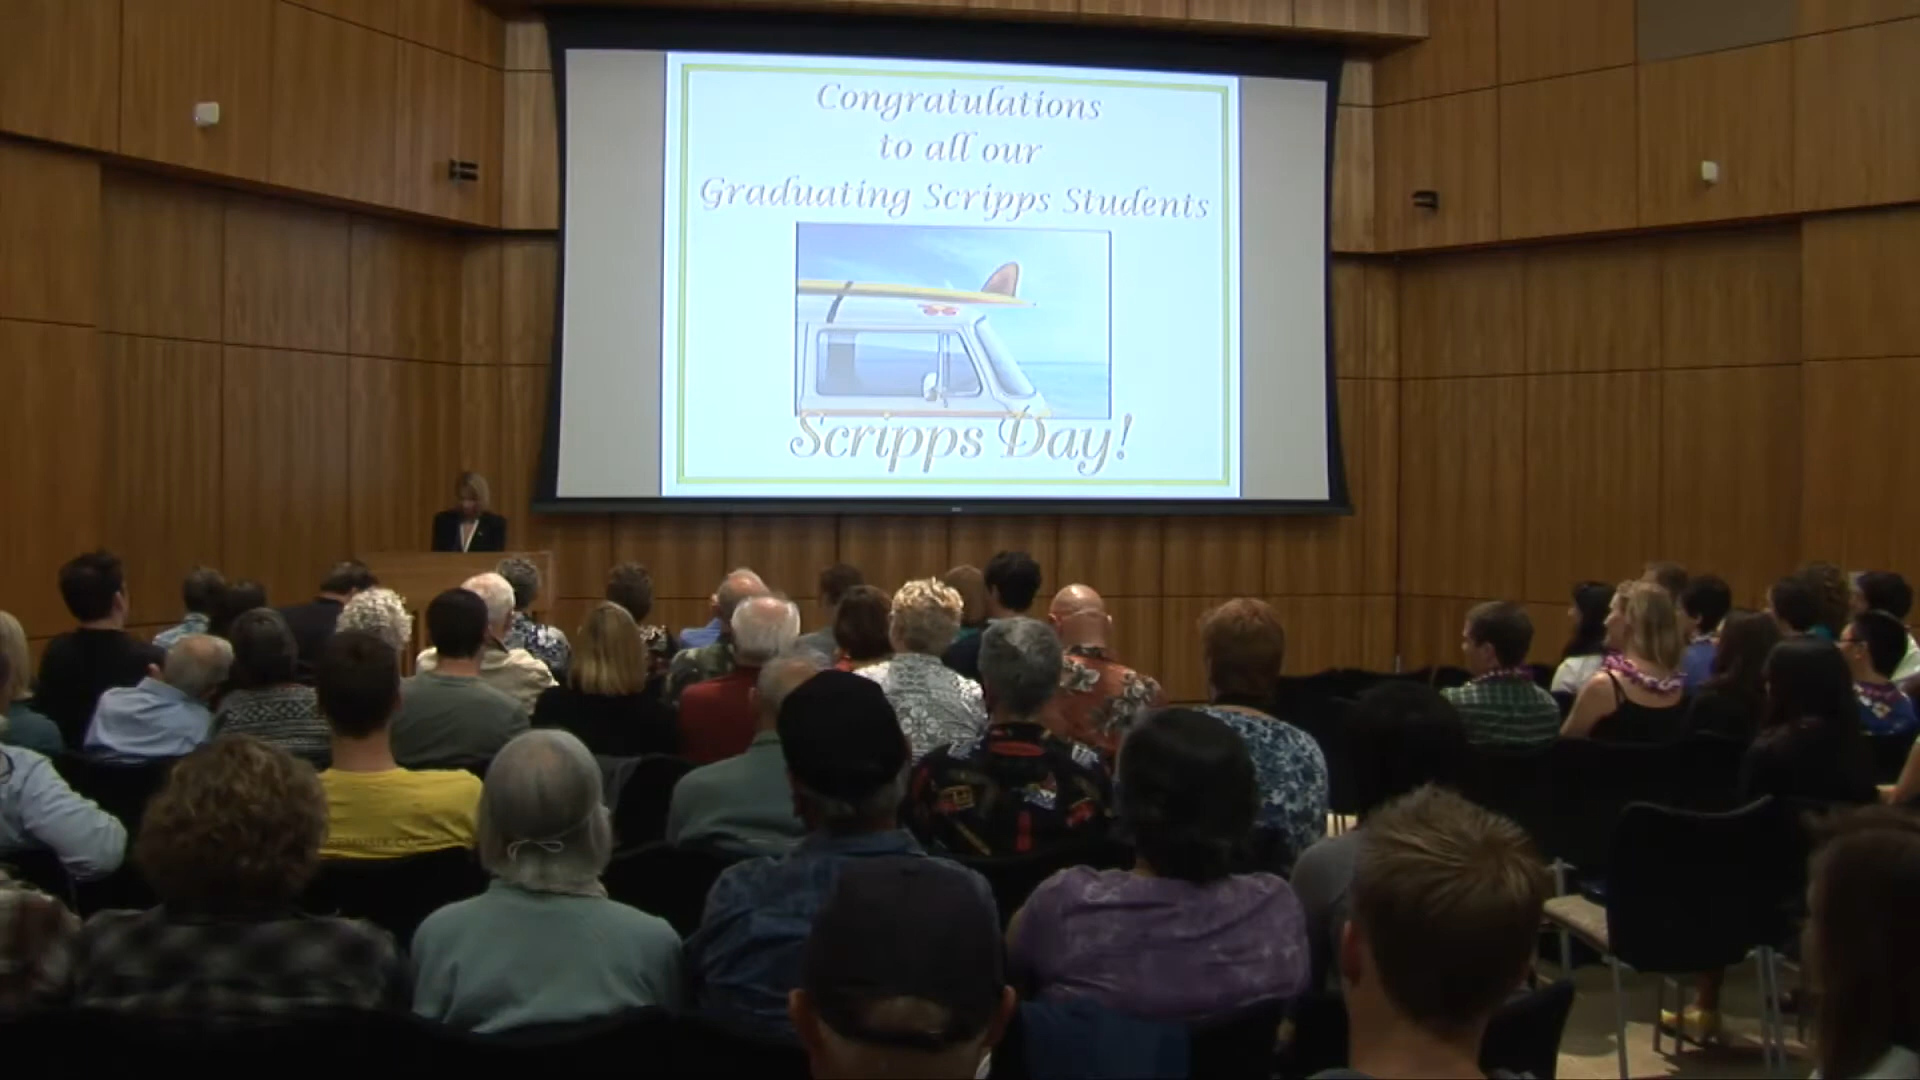 Congratulations
to all our
Graduating Scripps Students
Scripps Day!